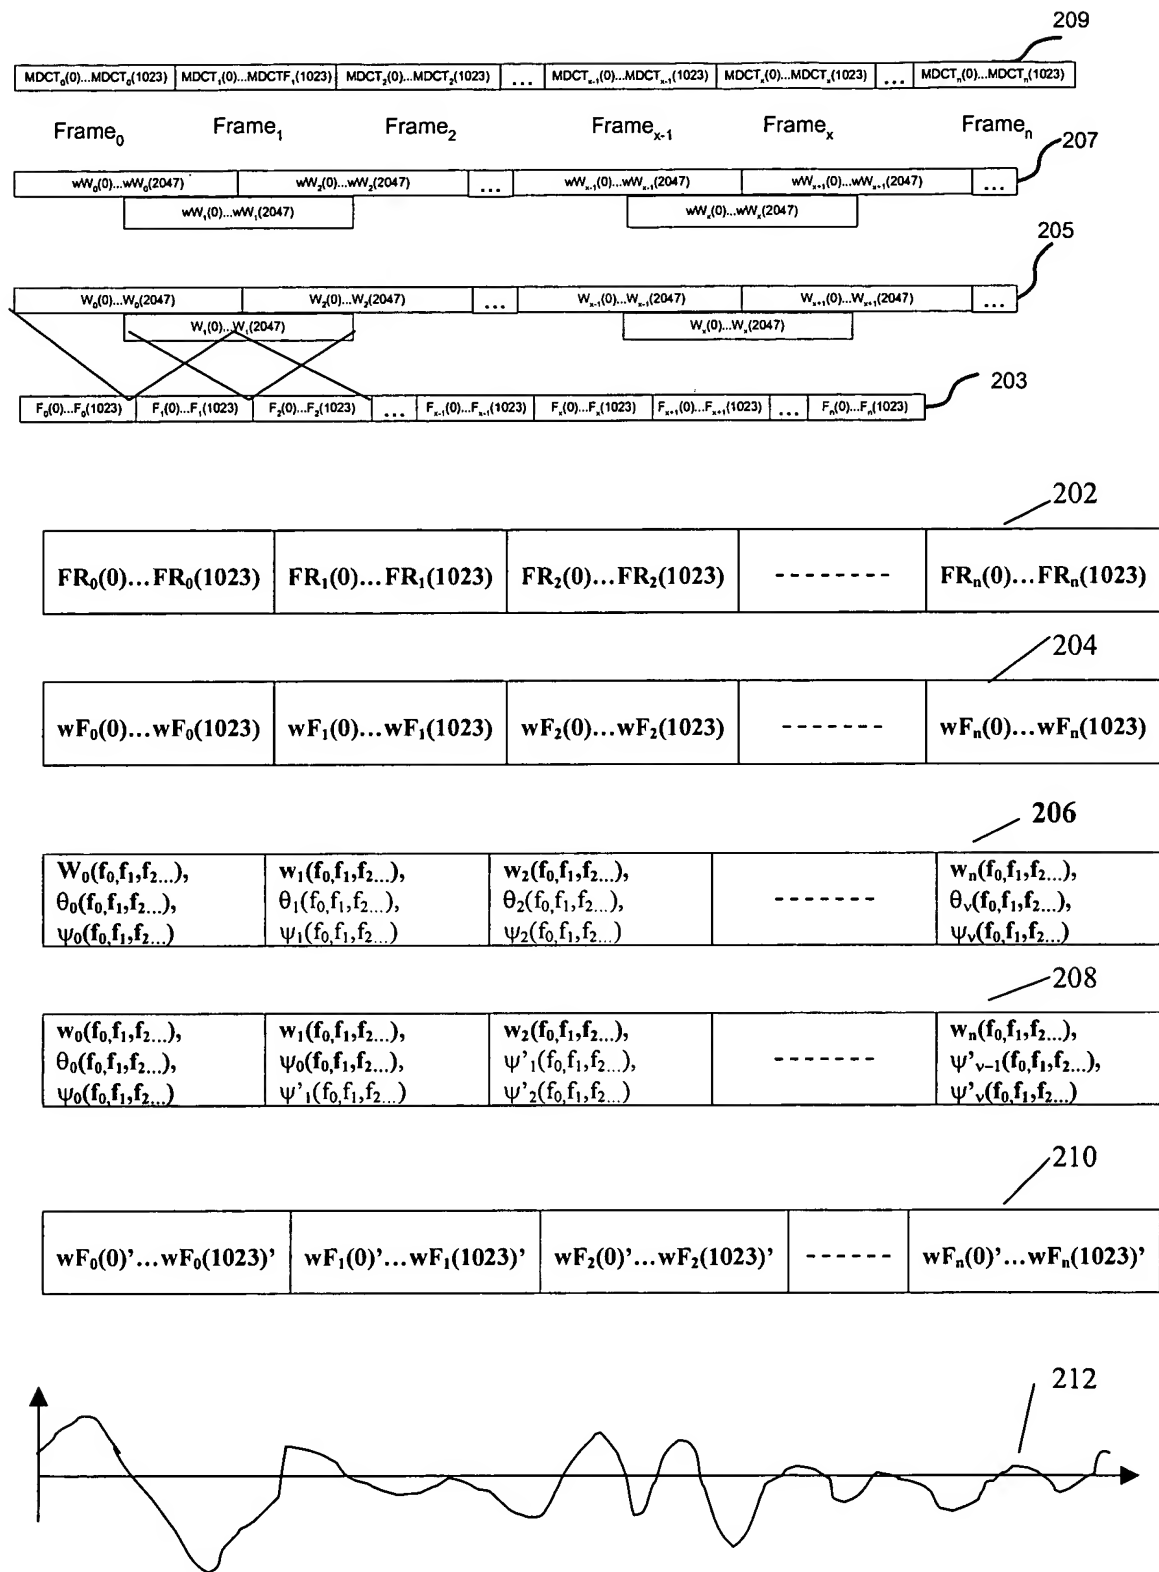 209
MDCT₀(0)...MDCT₀(1023) MDCT₁(0)...MDCTF₁(1023) MDCT₂(0)...MDCT₂(1023) ... MDCTₓ₋₁(0)...MDCTₓ₋₁(1023) MDCTₓ(0)...MDCTₓ(1023) ... MDCTₙ(0)...MDCTₙ(1023)
Frame₀ Frame₁ Frame₂ Frameₓ₋₁ Frameₓ Frameₙ
207
wW₀(0)...wW₀(2047) wW₂(0)...wW₂(2047) ... wWₓ₋₁(0)...wWₓ₋₁(2047) wWₓ₊₁(0)...wWₓ₊₁(2047) ...
wW₁(0)...wW₁(2047) wWₓ(0)...wWₓ(2047)
205
W₀(0)...W₀(2047) W₂(0)...W₂(2047) ... Wₓ₋₁(0)...Wₓ₋₁(2047) Wₓ₊₁(0)...Wₓ₊₁(2047) ...
W₁(0)...W₁(2047) Wₓ(0)...Wₓ(2047)
203
F₀(0)...F₀(1023) F₁(0)...F₁(1023) F₂(0)...F₂(1023) ... Fₓ₋₁(0)...Fₓ₋₁(1023) Fₓ(0)...Fₓ(1023) Fₓ₊₁(0)...Fₓ₊₁(1023) ... Fₙ(0)...Fₙ(1023)
202
FR₀(0)...FR₀(1023) FR₁(0)...FR₁(1023) FR₂(0)...FR₂(1023) -------- FRₙ(0)...FRₙ(1023)
204
wF₀(0)...wF₀(1023) wF₁(0)...wF₁(1023) wF₂(0)...wF₂(1023) ------- wFₙ(0)...wFₙ(1023)
206
W₀(f₀,f₁,f₂...), w₁(f₀,f₁,f₂...), w₂(f₀,f₁,f₂...), wₙ(f₀,f₁,f₂...),
θ₀(f₀,f₁,f₂...), θ₁(f₀,f₁,f₂...), θ₂(f₀,f₁,f₂...), ------- θᵥ(f₀,f₁,f₂...),
ψ₀(f₀,f₁,f₂...) ψ₁(f₀,f₁,f₂...) ψ₂(f₀,f₁,f₂...) ψᵥ(f₀,f₁,f₂...)
208
w₀(f₀,f₁,f₂...), w₁(f₀,f₁,f₂...), w₂(f₀,f₁,f₂...), wₙ(f₀,f₁,f₂...),
θ₀(f₀,f₁,f₂...), ψ₀(f₀,f₁,f₂...), ψ'₁(f₀,f₁,f₂...), ------- ψ'ᵥ₋₁(f₀,f₁,f₂...),
ψ₀(f₀,f₁,f₂...) ψ'₁(f₀,f₁,f₂...) ψ'₂(f₀,f₁,f₂...) ψ'ᵥ(f₀,f₁,f₂...)
210
wF₀(0)’...wF₀(1023)’ wF₁(0)’...wF₁(1023)’ wF₂(0)’...wF₂(1023)’ ------ wFₙ(0)’...wFₙ(1023)’
212